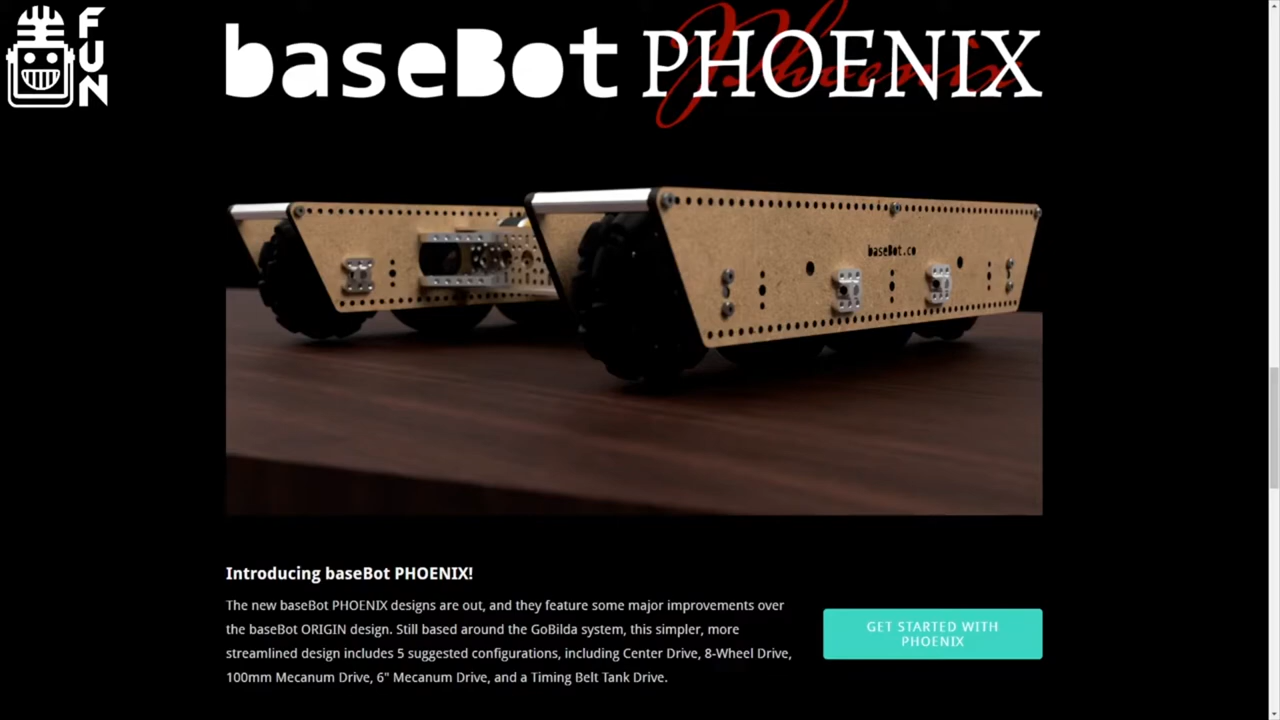 FUN
baseBot PHOENIX
Phoenix
baseBot.co
Introducing baseBot PHOENIX!
The new baseBot PHOENIX designs are out, and they feature some major improvements over
the baseBot ORIGIN design. Still based around the GoBilda system, this simpler, more
streamlined design includes 5 suggested configurations, including Center Drive, 8-Wheel Drive,
100mm Mecanum Drive, 6" Mecanum Drive, and a Timing Belt Tank Drive.
GET STARTED WITH
PHOENIX